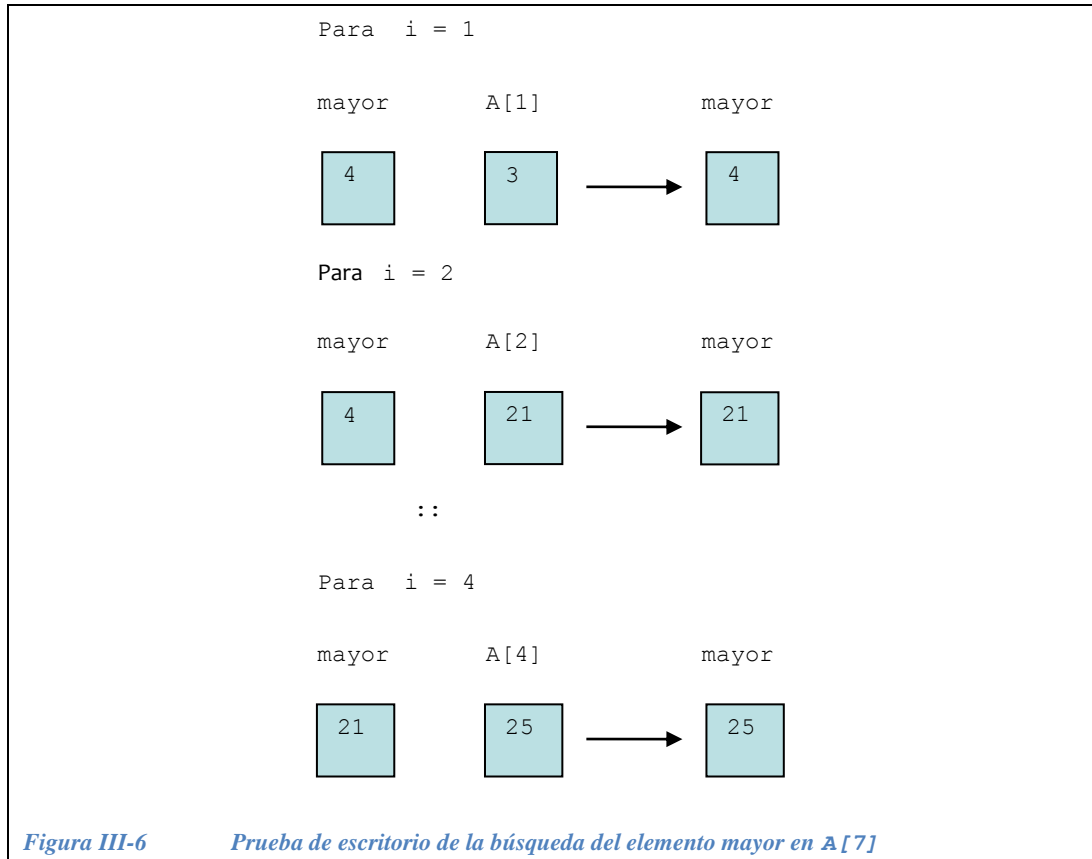 Para i = 1
mayor A[1] mayor
4 3 4
Para i = 2
mayor A[2] mayor
4 21 21
::
Para i = 4
mayor A[4] mayor
21 25 25
Figura III-6 Prueba de escritorio de la búsqueda del elemento mayor en A[7]